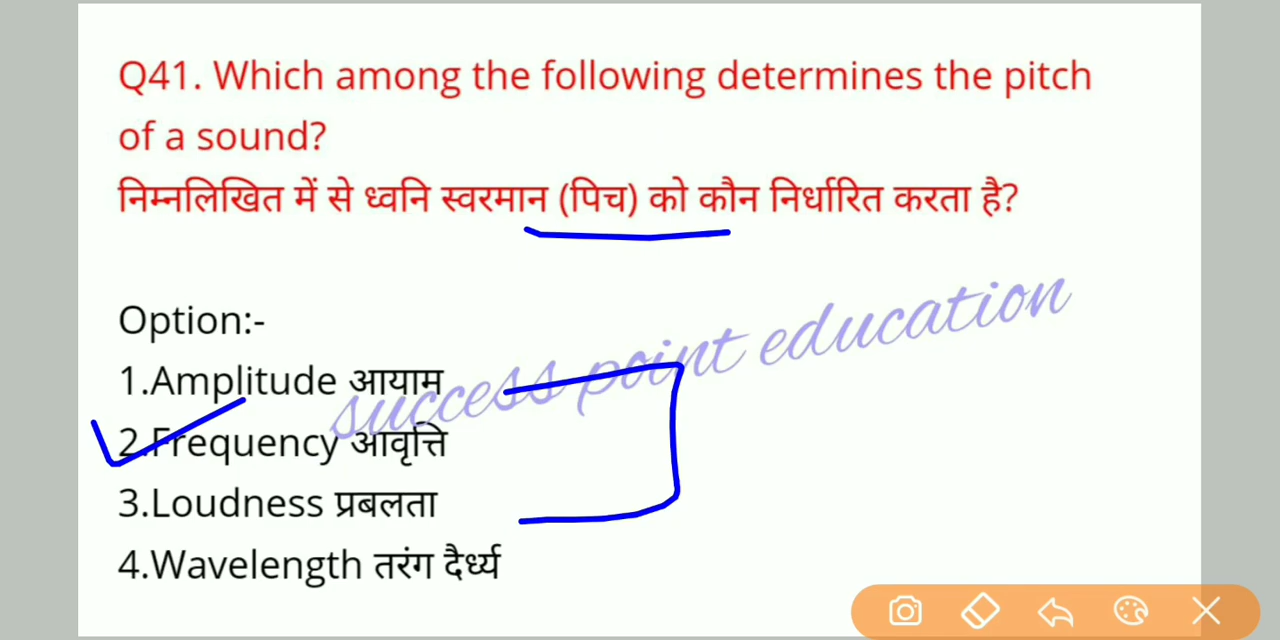 Q41. Which among the following determines the pitch
of a sound?
निम्नलिखित में से ध्वनि स्वरमान (पिच) को कौन निर्धारित करता है?
Option:-
1.Amplitude आयाम
2.Frequency आवृत्ति
3.Loudness प्रबलता
4.Wavelength तरंग दैर्ध्य
success point education